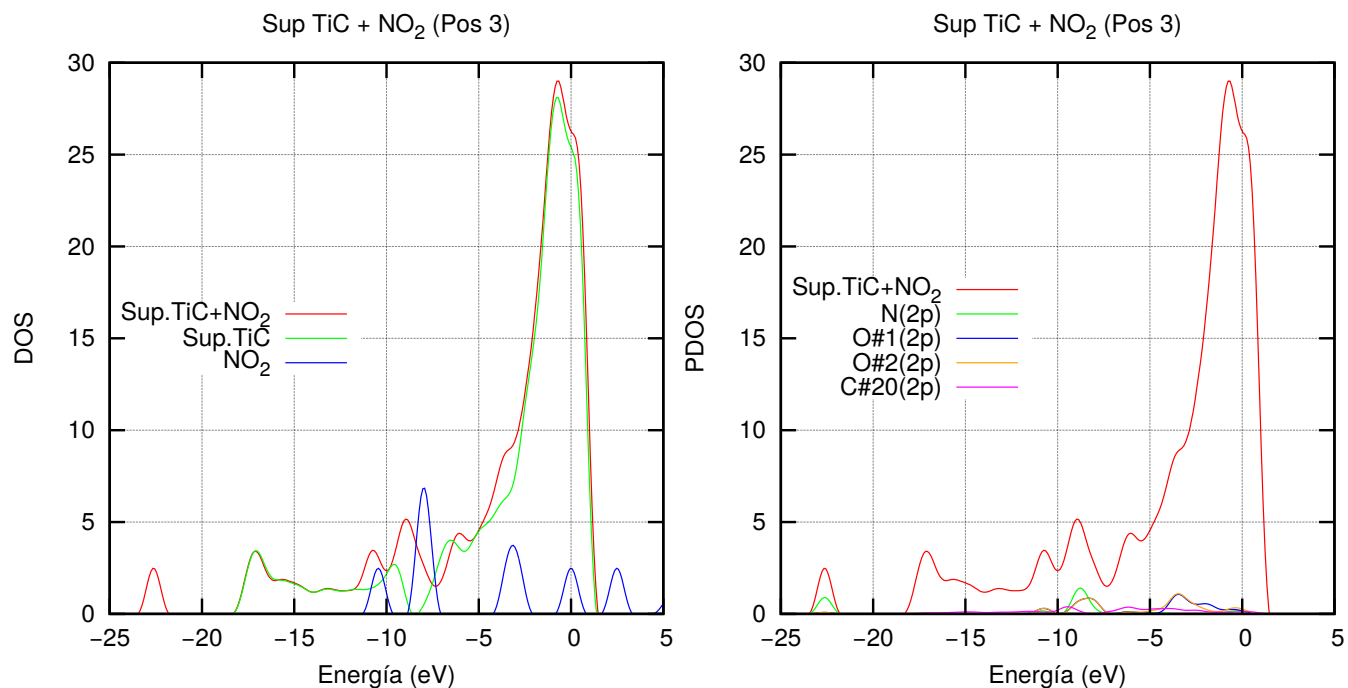 Sup TiC + NO₂ (Pos 3)
30
25
20
15
10
5
0
DOS
Sup.TiC+NO₂
Sup.TiC
NO₂
−25 −20 −15 −10 −5 0 5
Energía (eV)
Sup TiC + NO₂ (Pos 3)
30
25
20
15
10
5
0
PDOS
Sup.TiC+NO₂
N(2p)
O#1(2p)
O#2(2p)
C#20(2p)
−25 −20 −15 −10 −5 0 5
Energía (eV)